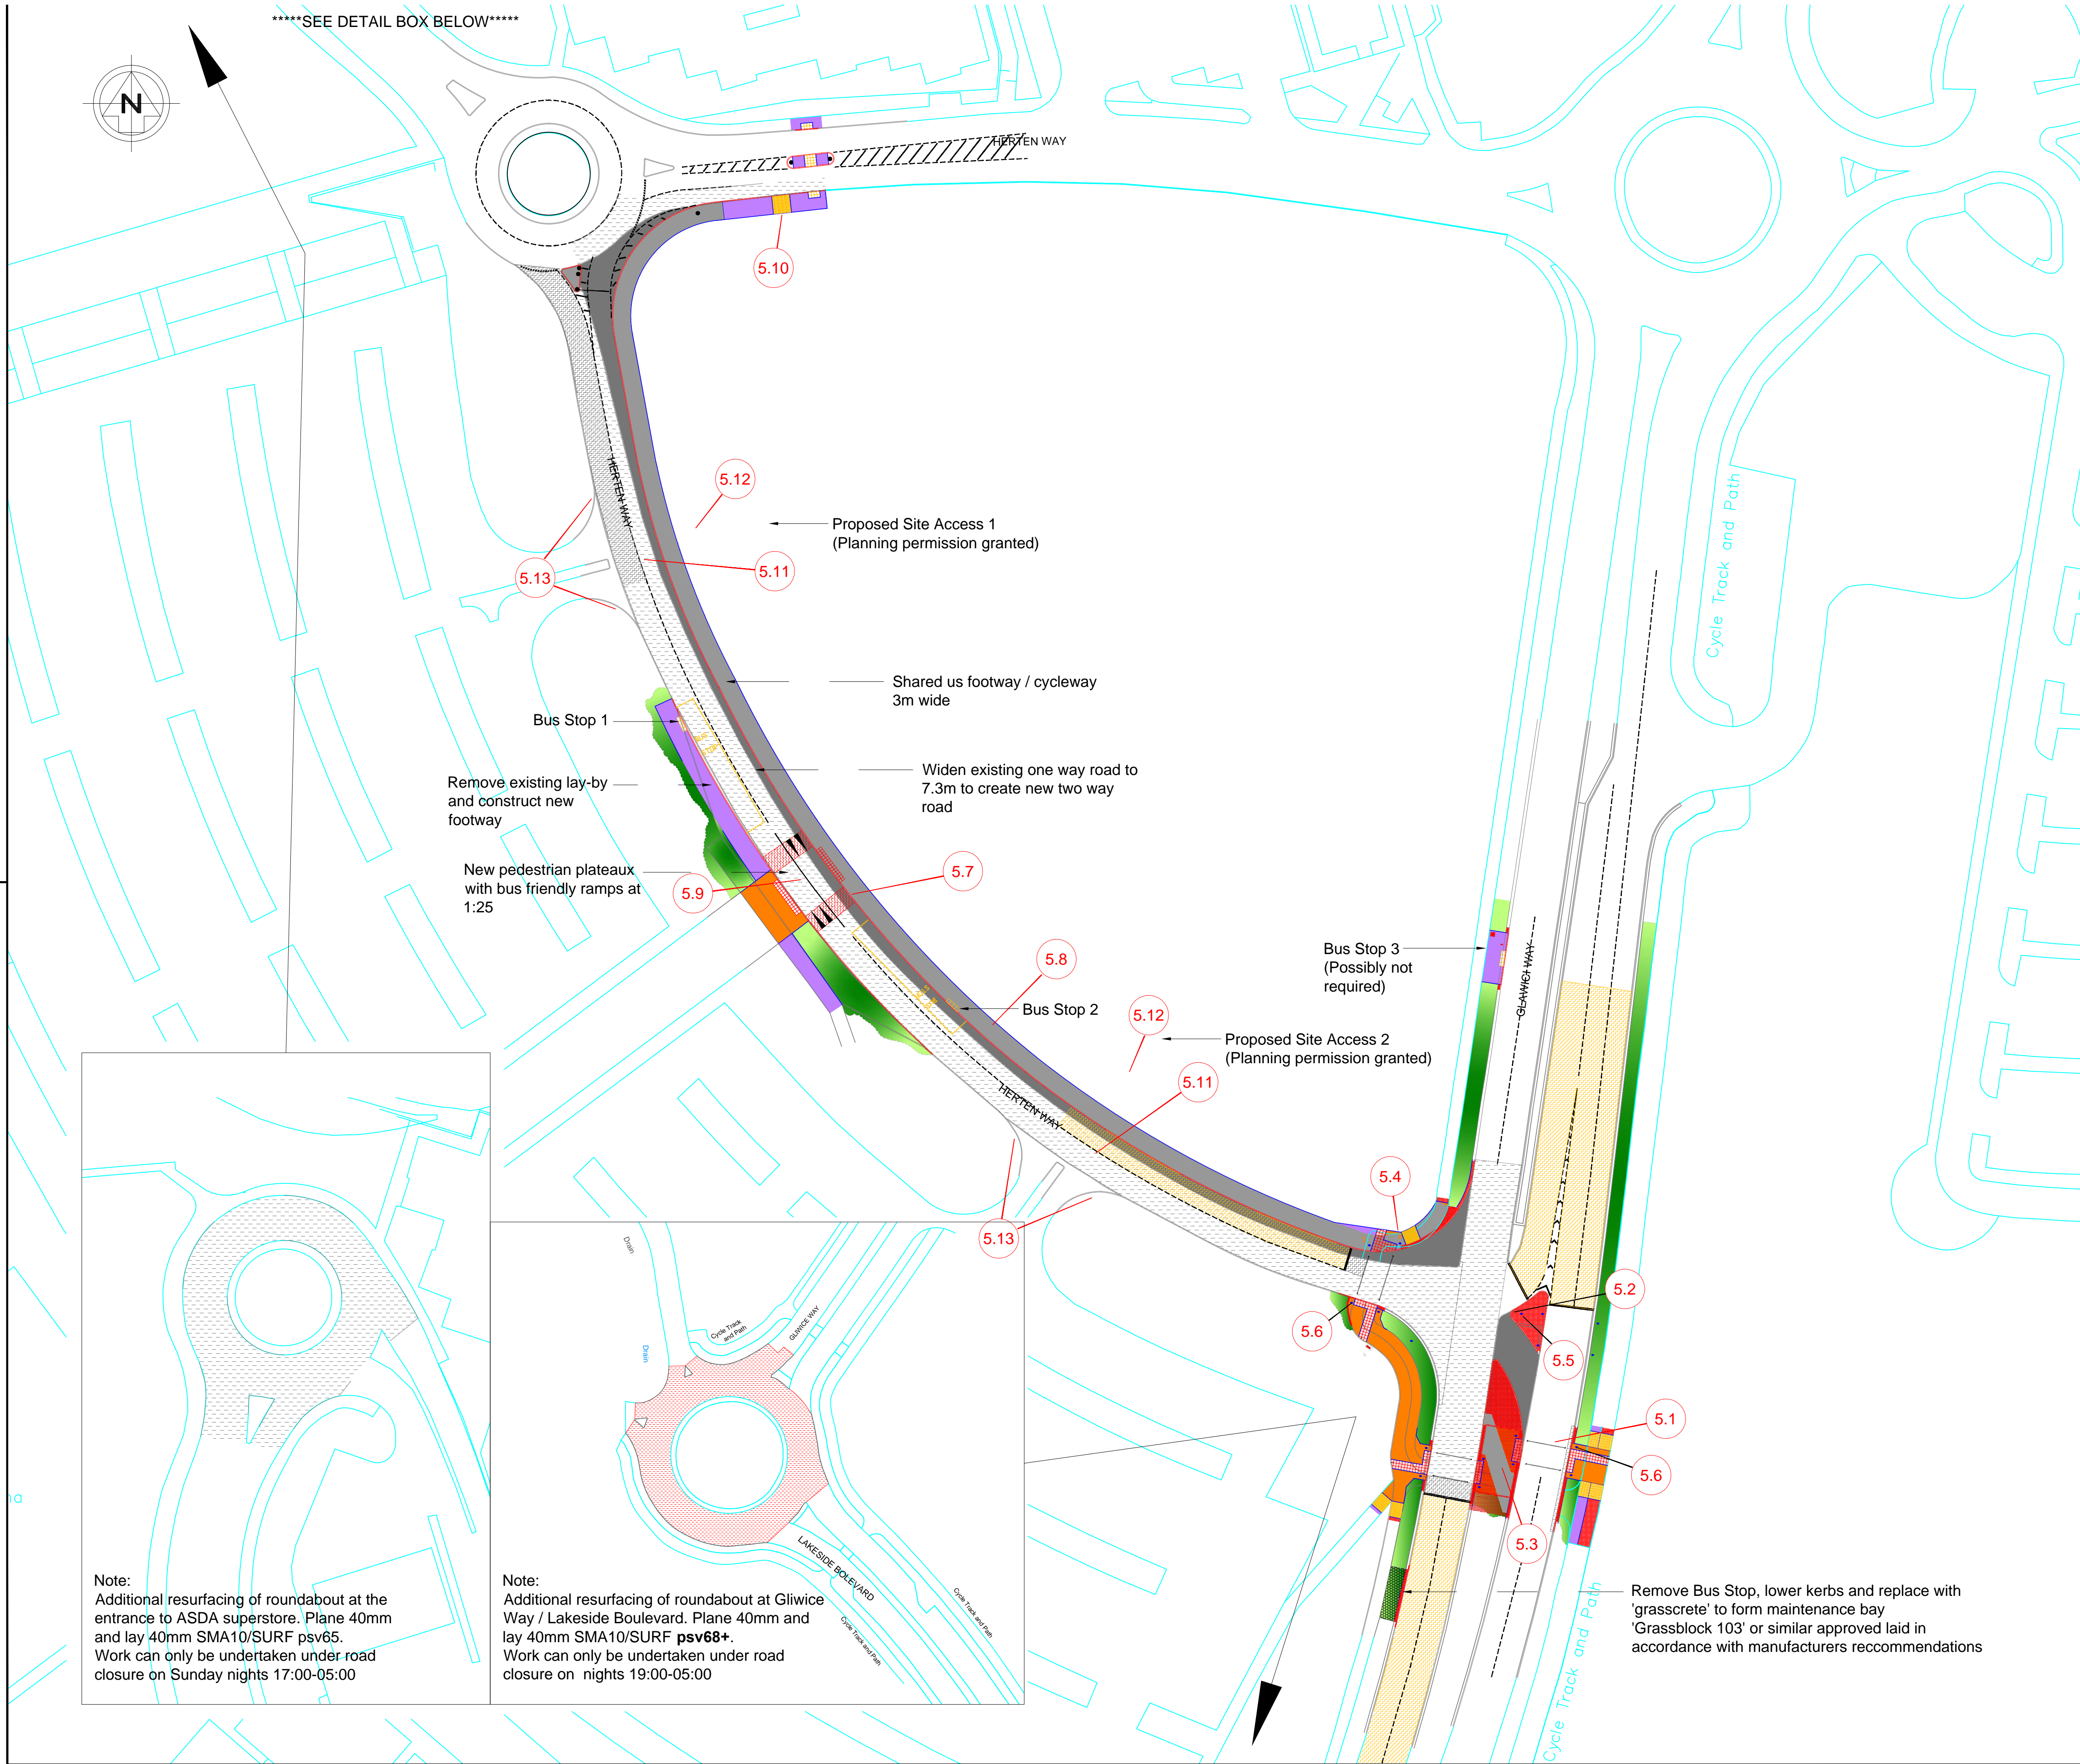 *****SEE DETAIL BOX BELOW*****
N
HERTEN WAY
5.10
HERTEN WAY
5.12
Proposed Site Access 1
(Planning permission granted)
5.11
5.13
Cycle Track and Path
Shared us footway / cycleway
3m wide
Bus Stop 1
BUS
STOP
Widen existing one way road to
7.3m to create new two way
road
Remove existing lay-by
and construct new
footway
New pedestrian plateaux
with bus friendly ramps at
1:25
5.9
5.7
5.8
Bus Stop 2
Bus Stop 3
(Possibly not
required)
GLAWICI WAY
5.12
Proposed Site Access 2
(Planning permission granted)
5.11
HERTEN WAY
5.4
5.13
5.2
5.6
5.5
5.1
5.6
5.3
Remove Bus Stop, lower kerbs and replace with
'grasscrete' to form maintenance bay
'Grassblock 103' or similar approved laid in
accordance with manufacturers reccommendations
Cycle Track and Path
Note:
Additional resurfacing of roundabout at the
entrance to ASDA superstore. Plane 40mm
and lay 40mm SMA10/SURF psv65.
Work can only be undertaken under road
closure on Sunday nights 17:00-05:00
Drain
Drain
Cycle Track
and Path
GLIWICE WAY
LAKESIDE BOLEVARD
Cycle Track and Path
Cycle Track and Path
Note:
Additional resurfacing of roundabout at Gliwice
Way / Lakeside Boulevard. Plane 40mm and
lay 40mm SMA10/SURF psv68+.
Work can only be undertaken under road
closure on  nights 19:00-05:00